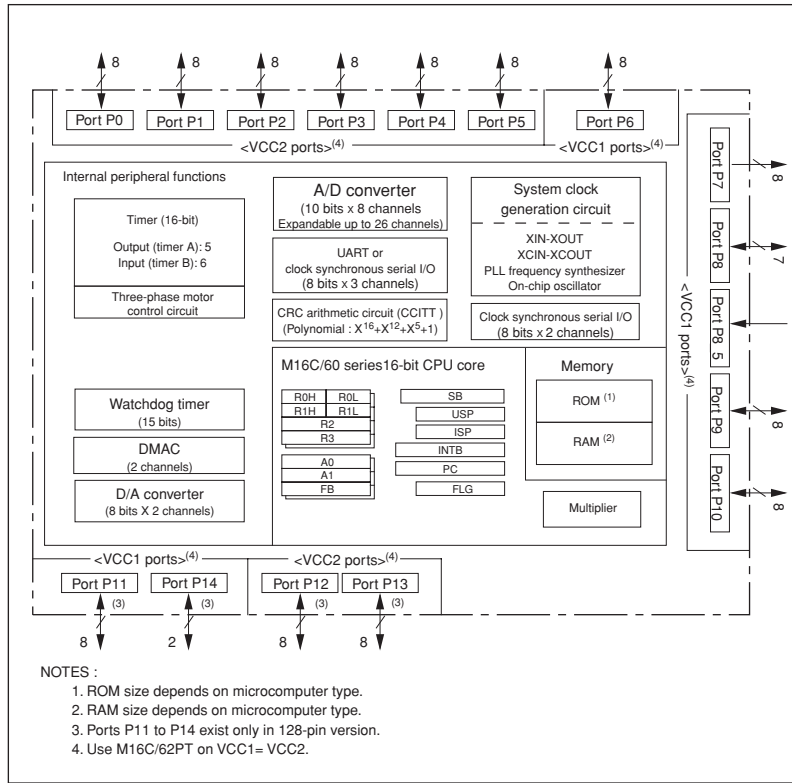 8 8 8 8 8 8 8
Port P0 Port P1 Port P2 Port P3 Port P4 Port P5 Port P6
<VCC2 ports>(4) <VCC1 ports>(4)
Internal peripheral functions
Timer (16-bit)
Output (timer A): 5
Input (timer B): 6
Three-phase motor
control circuit
Watchdog timer
(15 bits)
DMAC
(2 channels)
D/A converter
(8 bits X 2 channels)
A/D converter
(10 bits x 8 channels
Expandable up to 26 channels)
UART or
clock synchronous serial I/O
(8 bits x 3 channels)
CRC arithmetic circuit (CCITT )
(Polynomial : X16+X12+X5+1)
System clock
generation circuit
XIN-XOUT
XCIN-XCOUT
PLL frequency synthesizer
On-chip oscillator
Clock synchronous serial I/O
(8 bits x 2 channels)
M16C/60 series16-bit CPU core
R0H R0L
R1H R1L
R2
R3
A0
A1
FB
SB
USP
ISP
INTB
PC
FLG
Memory
ROM (1)
RAM (2)
Multiplier
<VCC1 ports>(4)
Port P7
8
Port P8
7
Port P8 5
Port P9
8
Port P10
8
<VCC1 ports>(4) <VCC2 ports>(4)
Port P11 Port P14 Port P12 Port P13
(3) (3) (3) (3)
8 2 8 8
NOTES :
1. ROM size depends on microcomputer type.
2. RAM size depends on microcomputer type.
3. Ports P11 to P14 exist only in 128-pin version.
4. Use M16C/62PT on VCC1= VCC2.